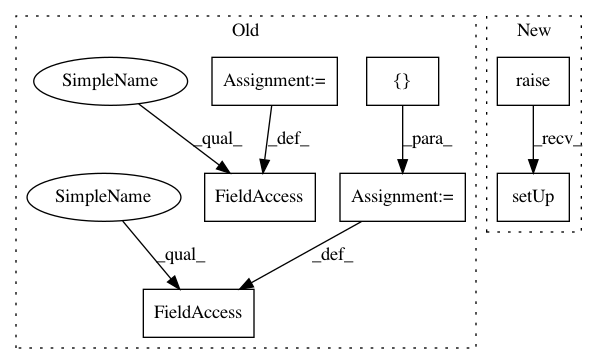 Old
New
SimpleName
Assignment:=
{}
raise
_qual_
_def_
_para_
_recv_
SimpleName
FieldAccess
Assignment:=
setUp
_qual_
_def_
FieldAccess